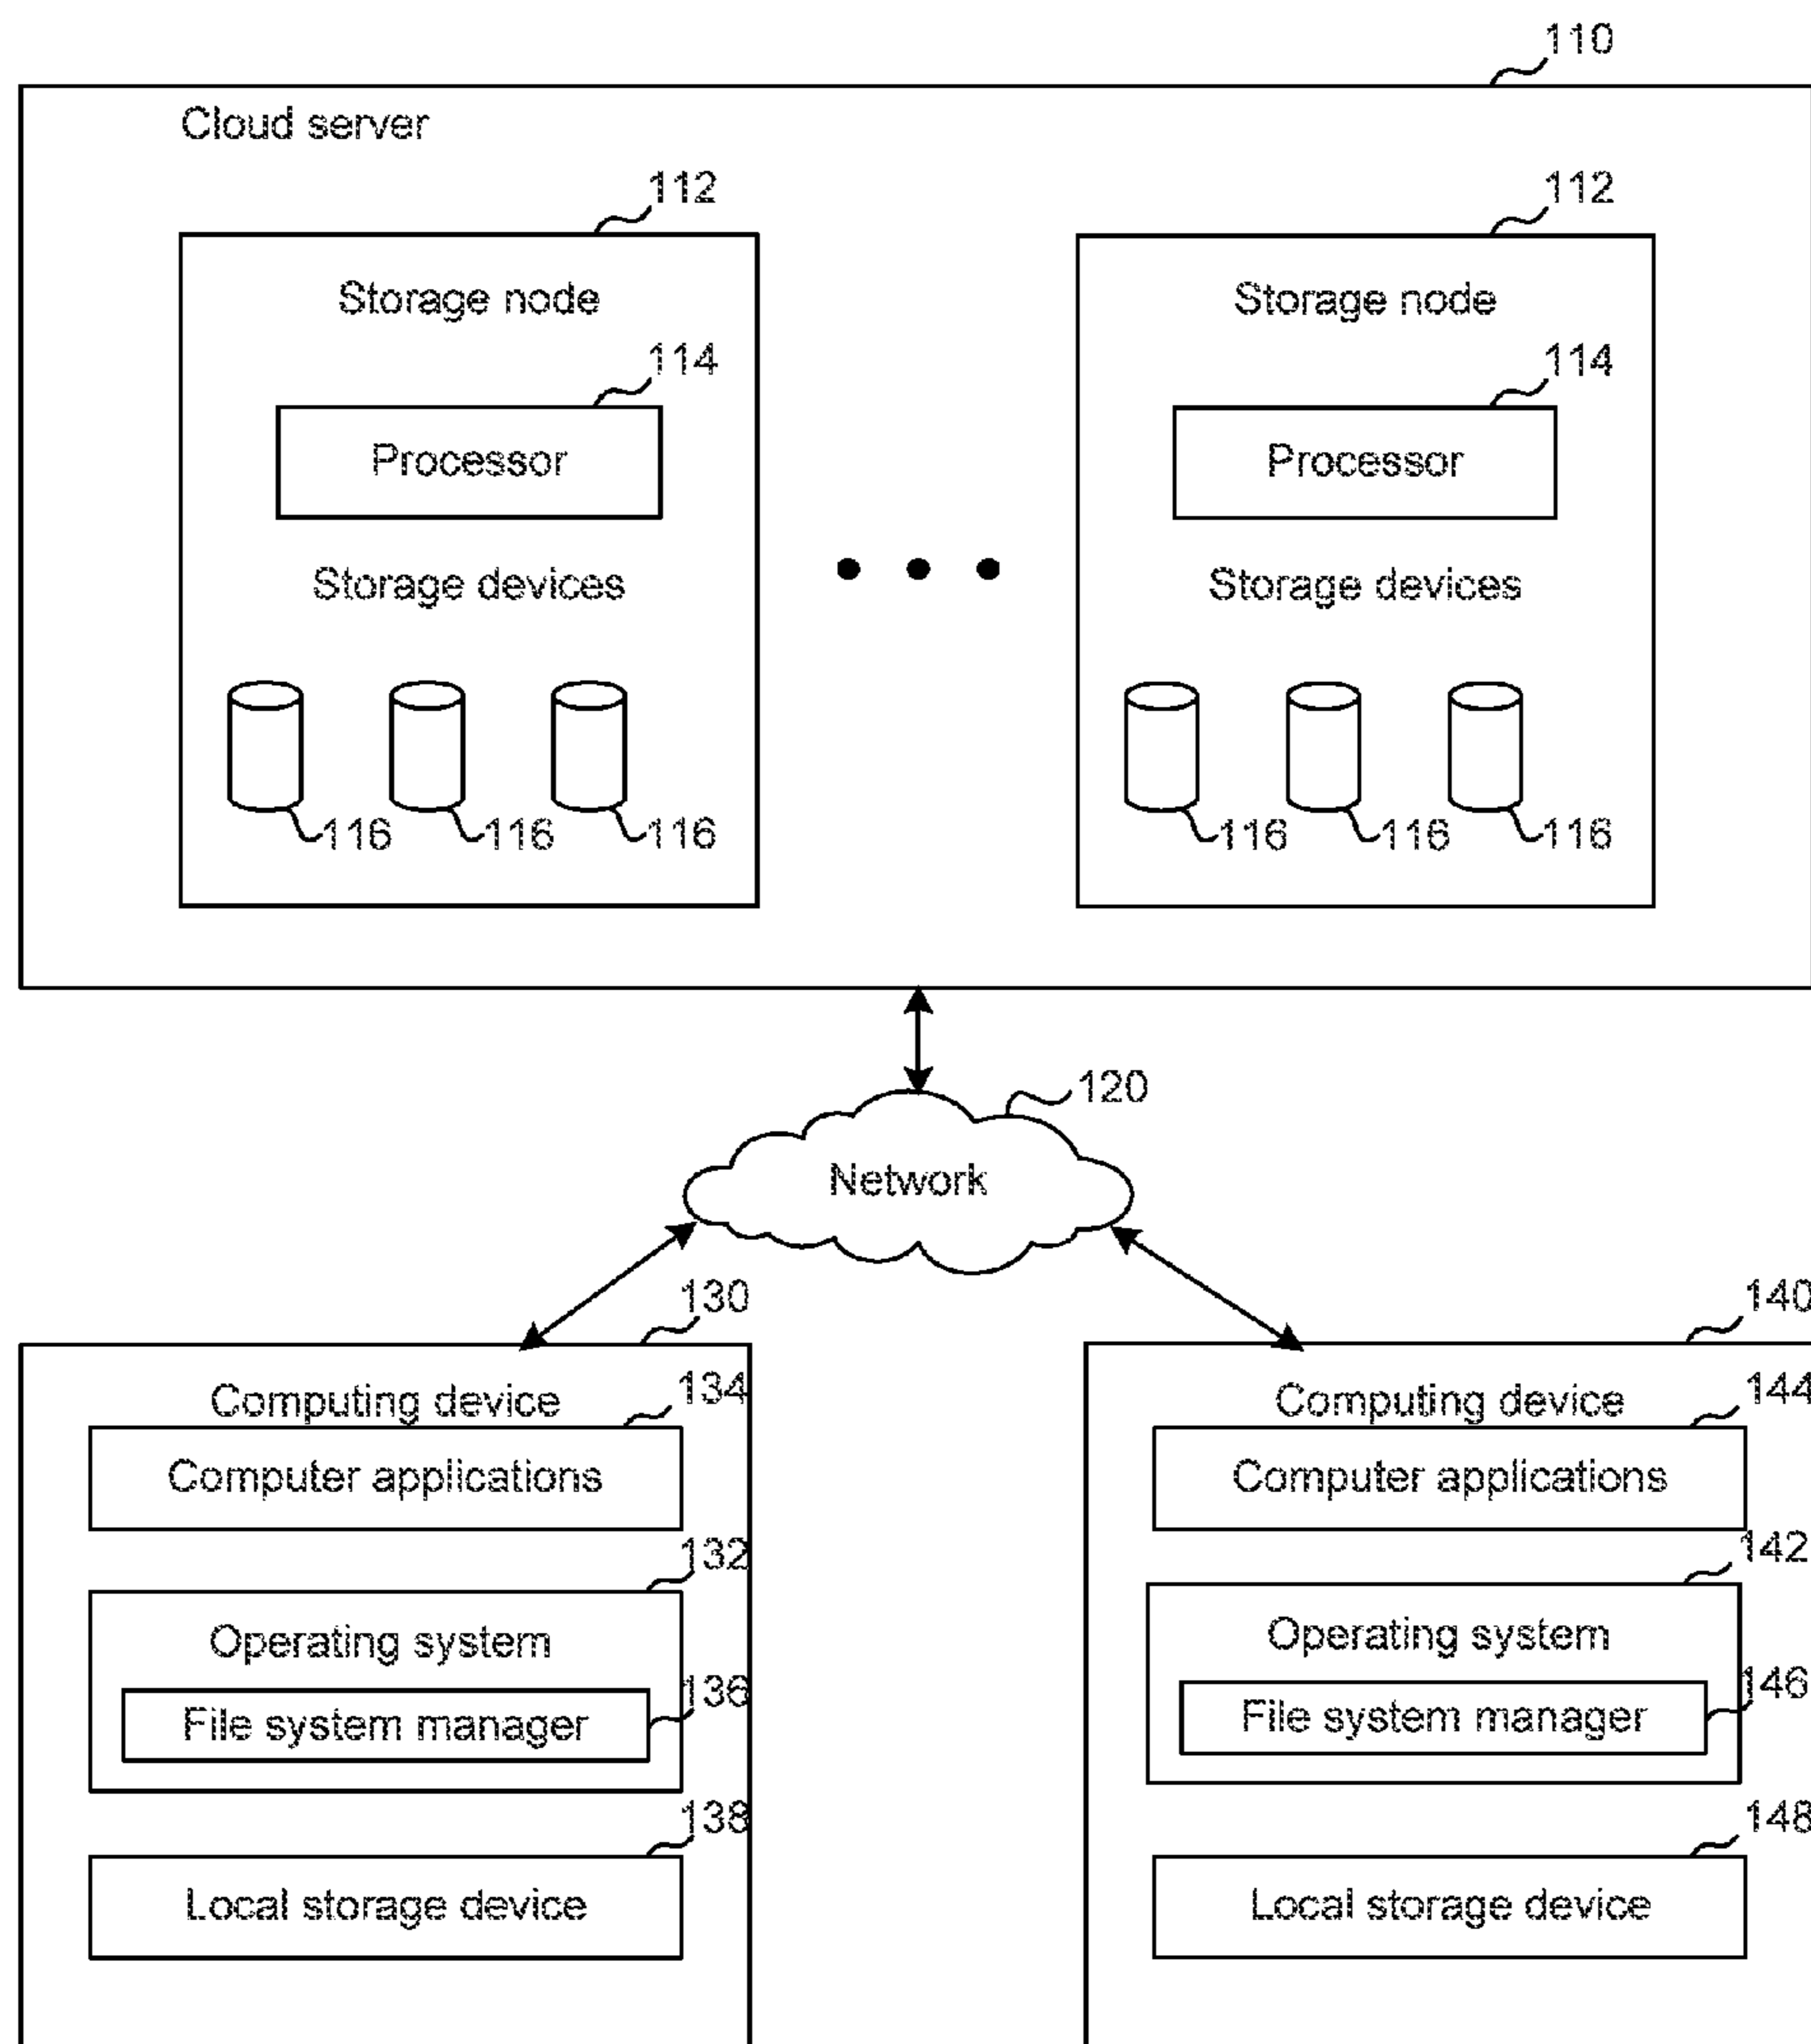 110
Cloud server
112 112
Storage node Storage node
114 114
Processor Processor
Storage devices Storage devices
116 116 116 116 116 116
120
Network
130 140
Computing device 134 Computing device 144
Computer applications Computer applications
132 142
Operating system Operating system
136 146
File system manager File system manager
138 148
Local storage device Local storage device